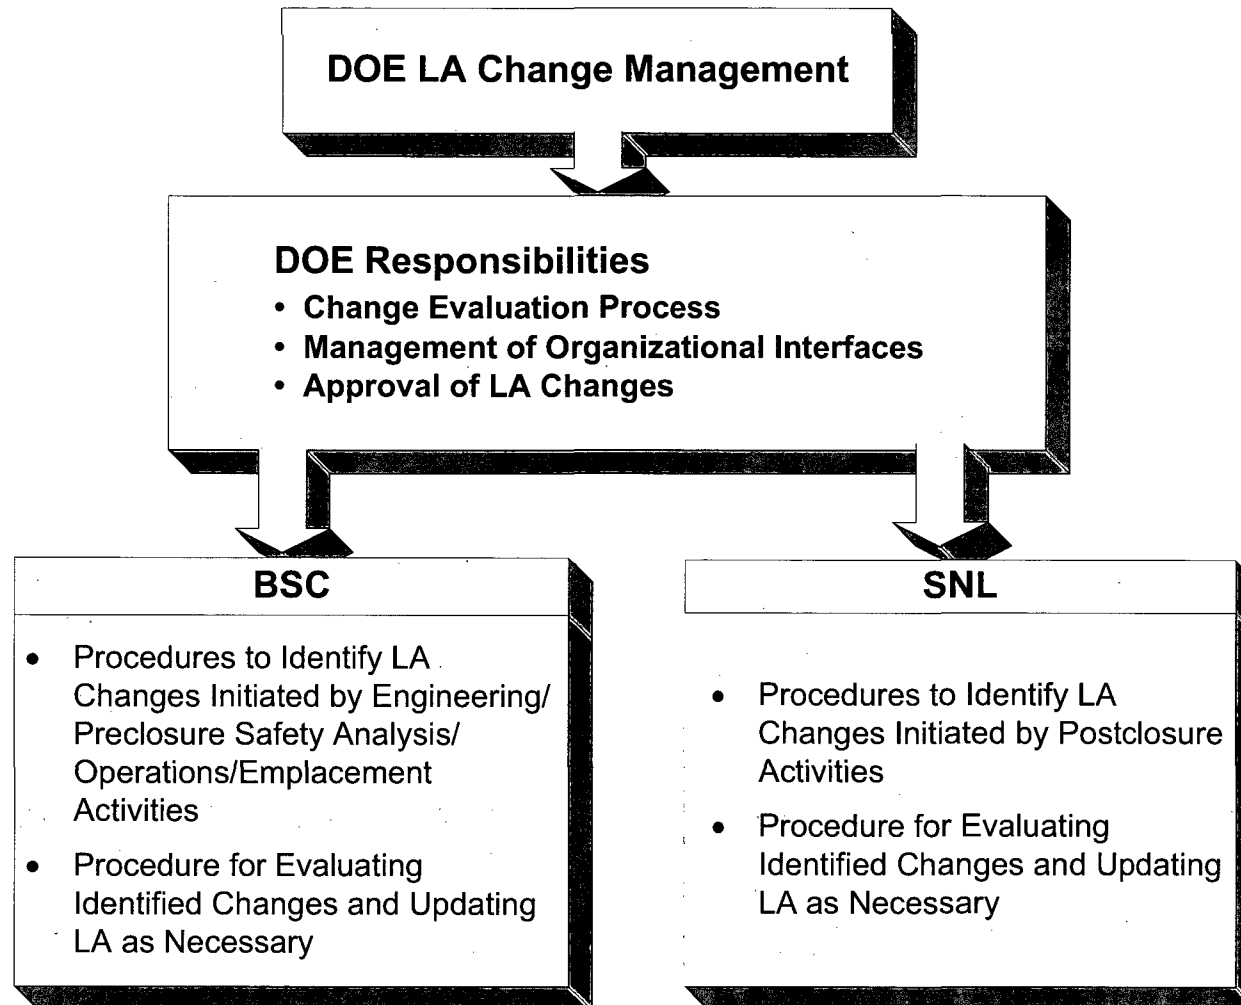 DOE LA Change Management
DOE Responsibilities
• Change Evaluation Process
• Management of Organizational Interfaces
• Approval of LA Changes
BSC
• Procedures to Identify LA
Changes Initiated by Engineering/
Preclosure Safety Analysis/
Operations/Emplacement
Activities
• Procedure for Evaluating
Identified Changes and Updating
LA as Necessary
SNL
• Procedures to Identify LA
Changes Initiated by Postclosure
Activities
• Procedure for Evaluating
Identified Changes and Updating
LA as Necessary